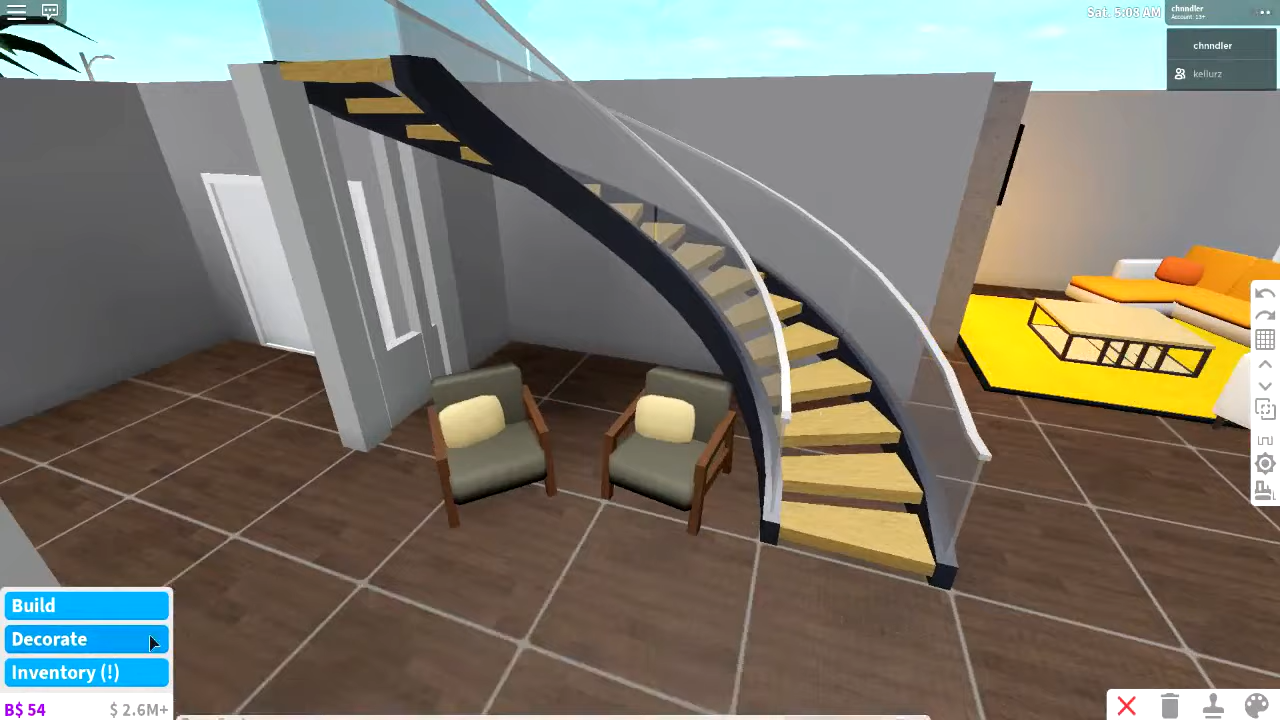 Sat. 5:08 AM
chnndler
Account: 13+
chnndler
kellurz
Build
Decorate
Inventory (!)
B$ 54
$ 2.6M+